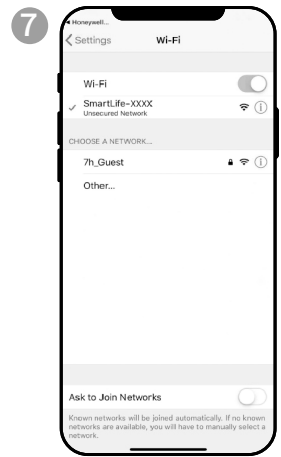 7
Honeywell...
Settings
Wi-Fi
Wi-Fi
SmartLife-XXXX
Unsecured Network
CHOOSE A NETWORK...
7h_Guest
Other...
Ask to Join Networks
Known networks will be joined automatically. If no known
networks are available, you will have to manually select a
network.